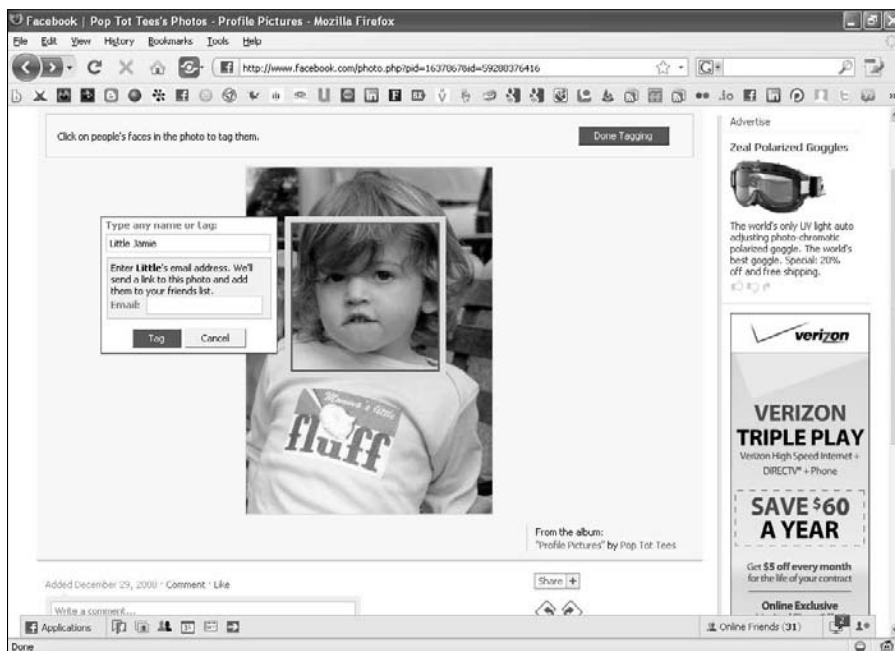 Facebook | Pop Tot Tees's Photos - Profile Pictures - Mozilla Firefox
File Edit View History Bookmarks Tools Help
http://www.facebook.com/photo.php?pid=1637867&id=59280376416
Click on people's faces in the photo to tag them.
Done Tagging
Type any name or tag:
Little Jamie
Enter Little's email address. We'll
send a link to this photo and add
them to your friends list.
Email:
Tag Cancel
Mamma's little
fluff
From the album:
"Profile Pictures" by Pop Tot Tees
Added December 29, 2008 · Comment · Like
Share +
Write a comment...
Advertise
Zeal Polarized Goggles
The world's only UV light auto
adjusting photo-chromatic
polarized goggle. The world's
best goggle. Special: 20%
off and free shipping.
verizon
VERIZON
TRIPLE PLAY
Verizon High Speed Internet +
DIRECTV® + Phone
SAVE $60
A YEAR
Get $5 off every month
for the life of your contract
Online Exclusive
Applications
Online Friends (31)
2
Done